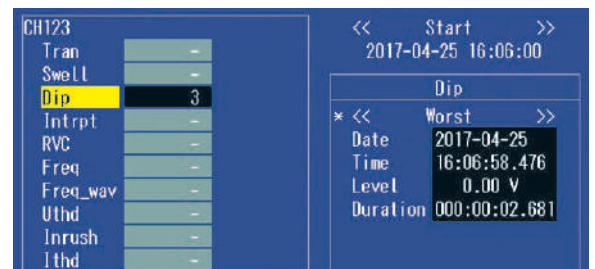 CH123
Tran -
Swell -
Dip 3
Intrpt -
RVC -
Freq -
Freq_wav -
Uthd -
Inrush -
Ithd -
<< Start >>
2017-04-25 16:06:00
Dip
* << Worst >>
Date 2017-04-25
Time 16:06:58.476
Level 0.00 V
Duration 000:00:02.681